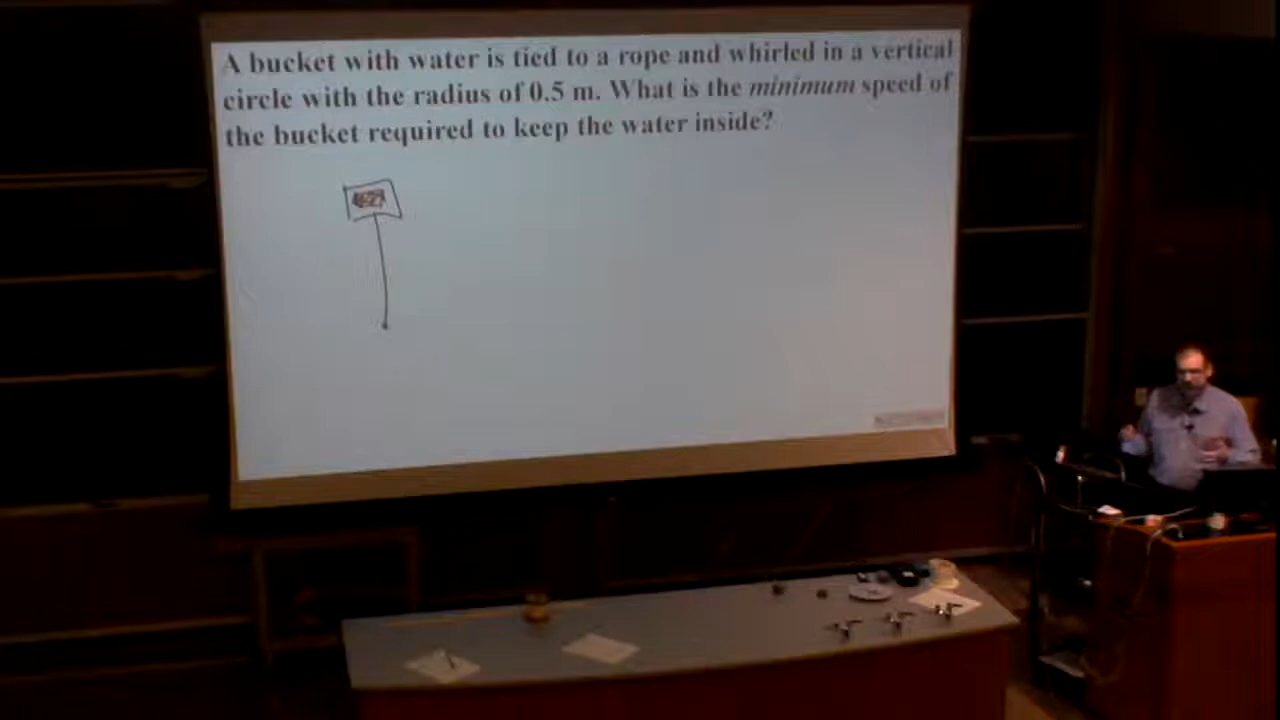 A bucket with water is tied to a rope and whirled in a vertical
circle with the radius of 0.5 m. What is the minimum speed of
the bucket required to keep the water inside?